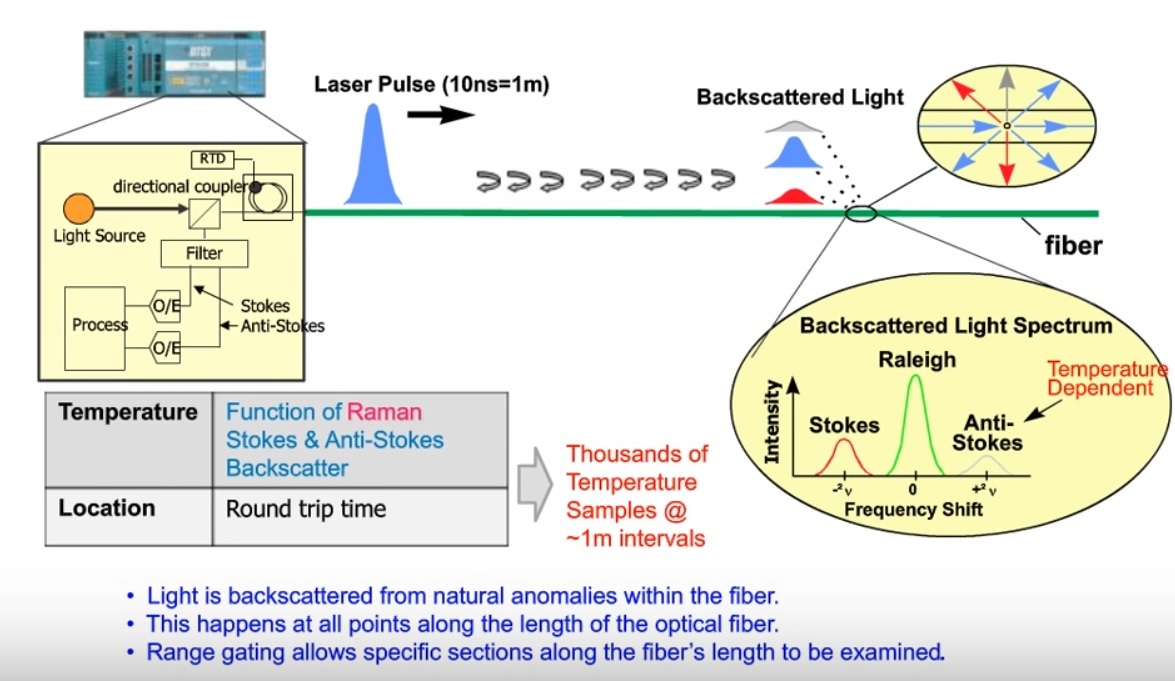 DTSX
Laser Pulse (10ns=1m)
Backscattered Light
RTD
directional coupler
Light Source
Filter
O/E
Stokes
Process
Anti-Stokes
O/E
fiber
Backscattered Light Spectrum
Raleigh
Temperature
Dependent
Stokes
Anti-
Stokes
Intensity
-² ν
0
+² ν
Frequency Shift
Temperature
Function of Raman
Stokes & Anti-Stokes
Backscatter
Location
Round trip time
Thousands of
Temperature
Samples @
~1m intervals
• Light is backscattered from natural anomalies within the fiber.
• This happens at all points along the length of the optical fiber.
• Range gating allows specific sections along the fiber's length to be examined.